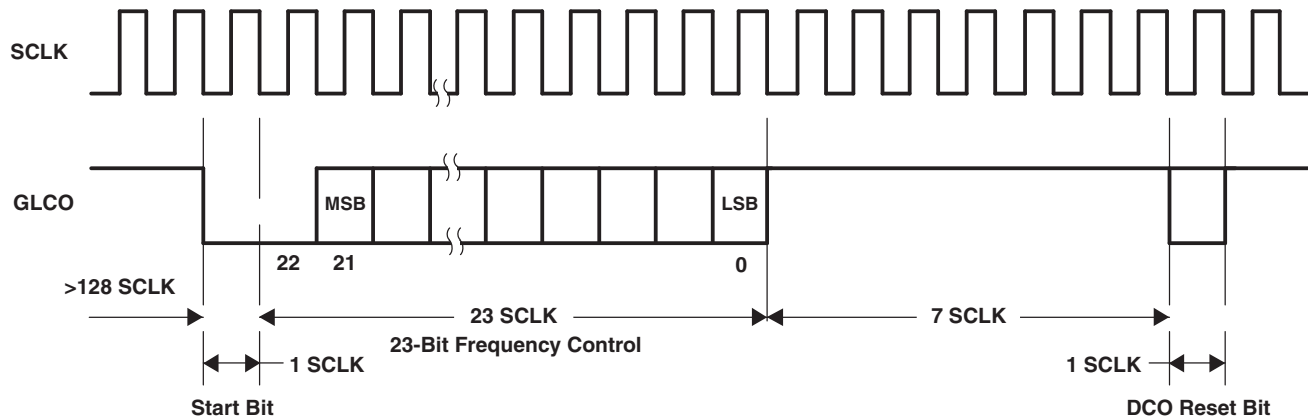 SCLK
GLCO
MSB
LSB
22
21
0
>128 SCLK
23 SCLK
7 SCLK
23-Bit Frequency Control
1 SCLK
1 SCLK
Start Bit
DCO Reset Bit